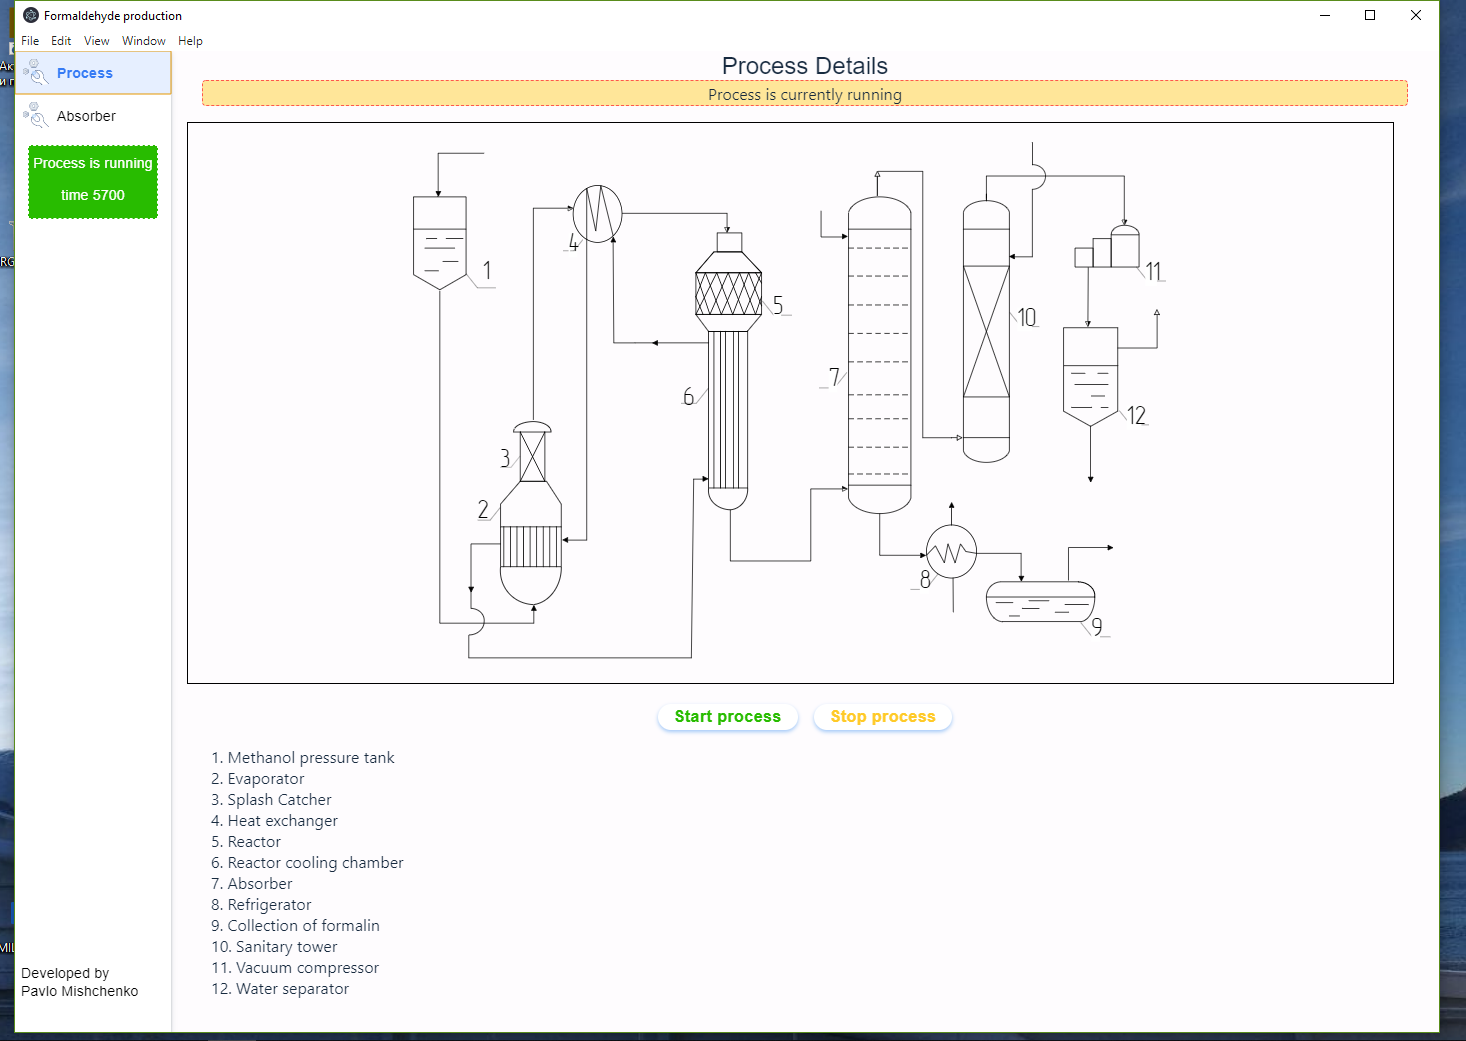 Formaldehyde production
File Edit View Window Help
Process
Absorber
Process is running
time 5700
Process Details
Process is currently running
1
2
3
4
5
6
7
8
9
10
11
12
Start process
Stop process
1. Methanol pressure tank
2. Evaporator
3. Splash Catcher
4. Heat exchanger
5. Reactor
6. Reactor cooling chamber
7. Absorber
8. Refrigerator
9. Collection of formalin
10. Sanitary tower
11. Vacuum compressor
12. Water separator
Developed by
Pavlo Mishchenko